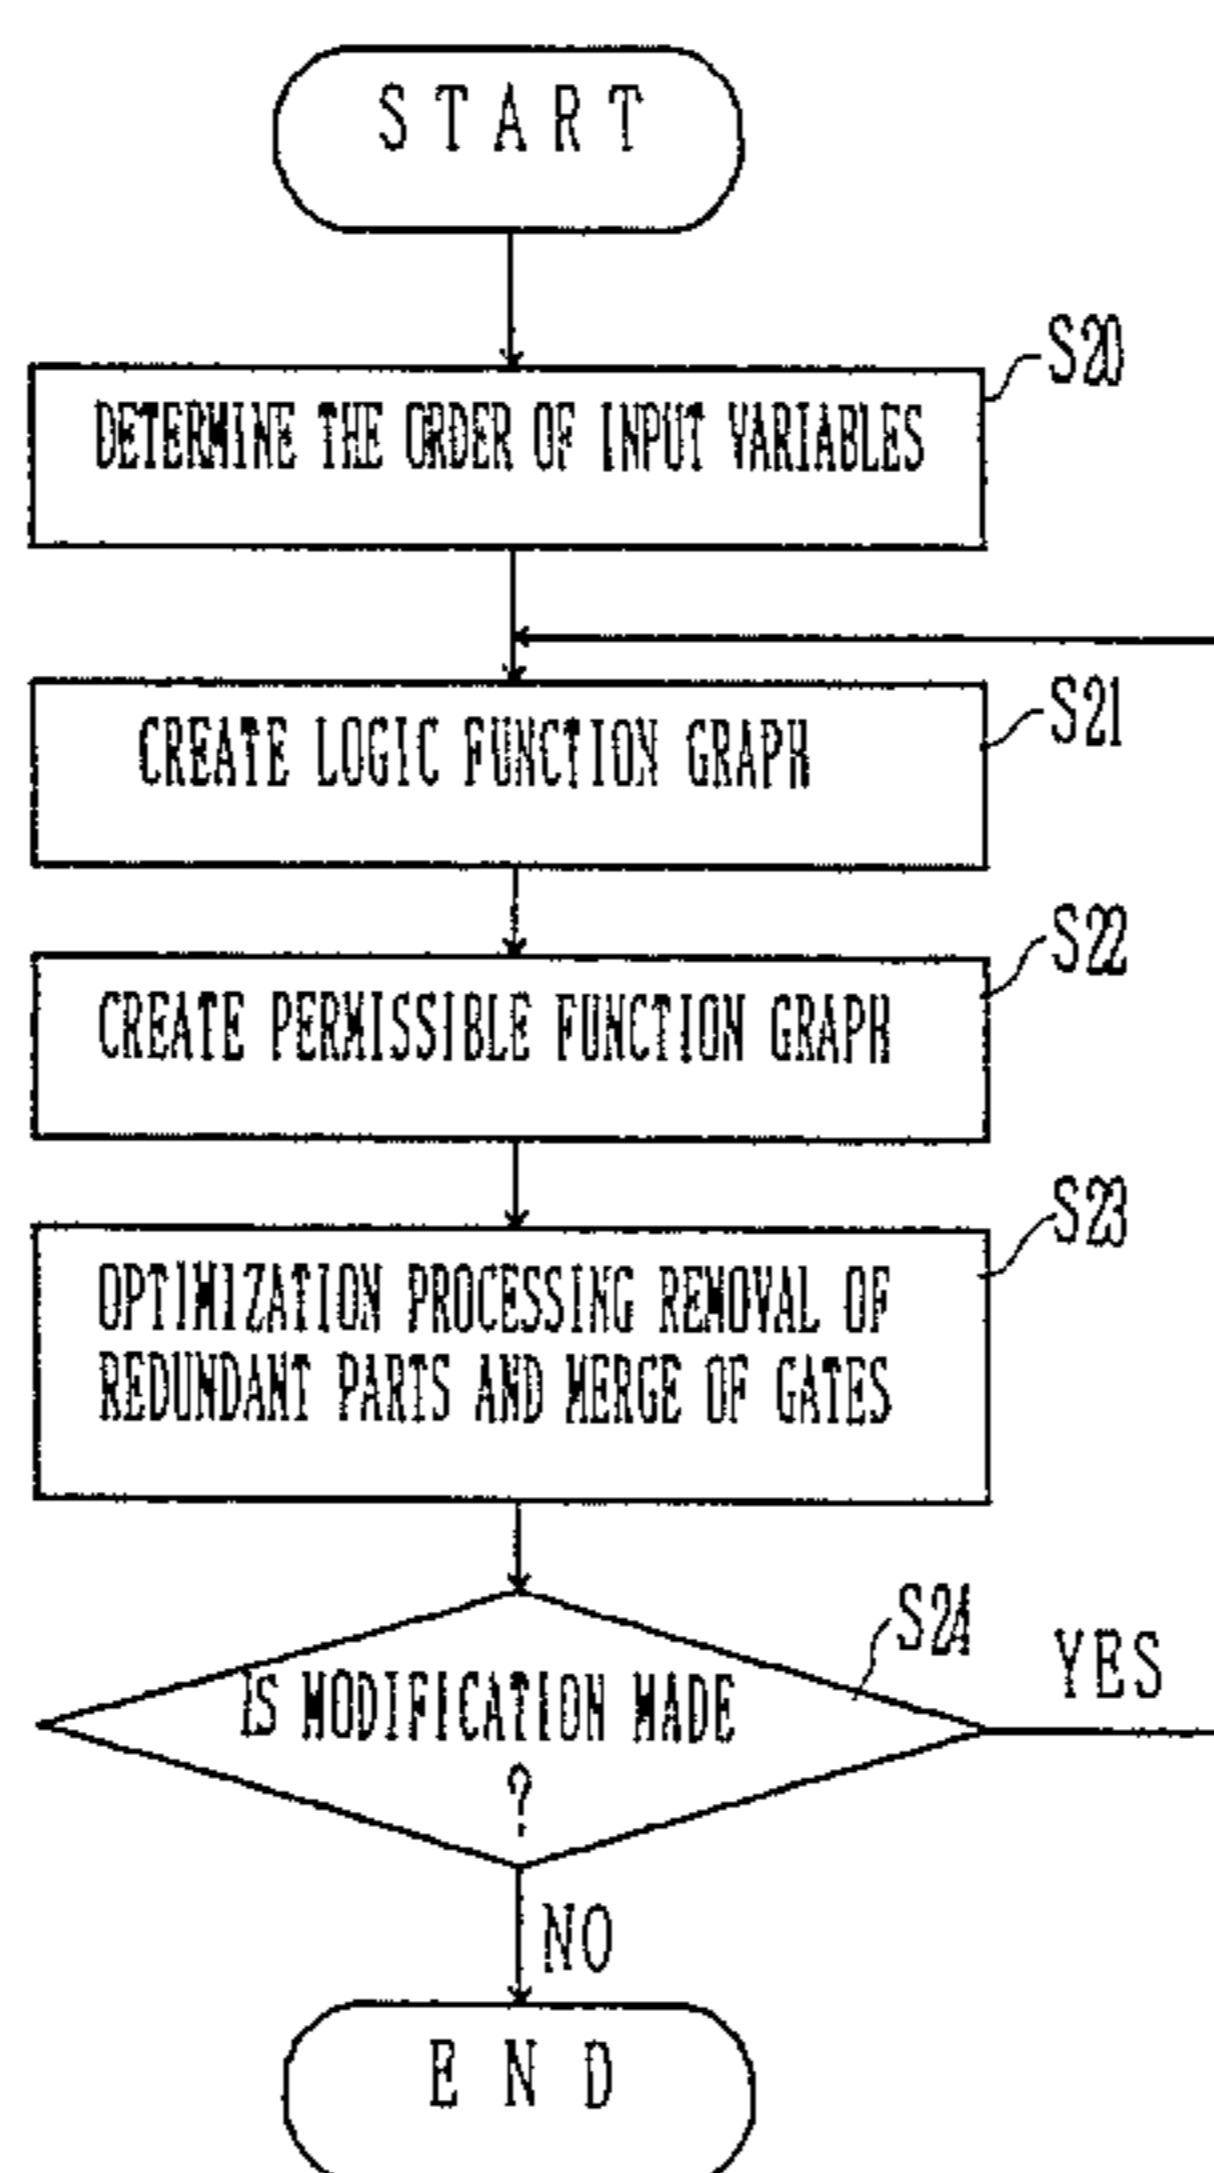 START
S20
DETERMINE THE ORDER OF INPUT VARIABLES
S21
CREATE LOGIC FUNCTION GRAPH
S22
CREATE PERMISSIBLE FUNCTION GRAPH
S23
OPTIMIZATION PROCESSING REMOVAL OF
REDUNDANT PARTS AND MERGE OF GATES
S24
YES
IS MODIFICATION MADE
?
NO
END